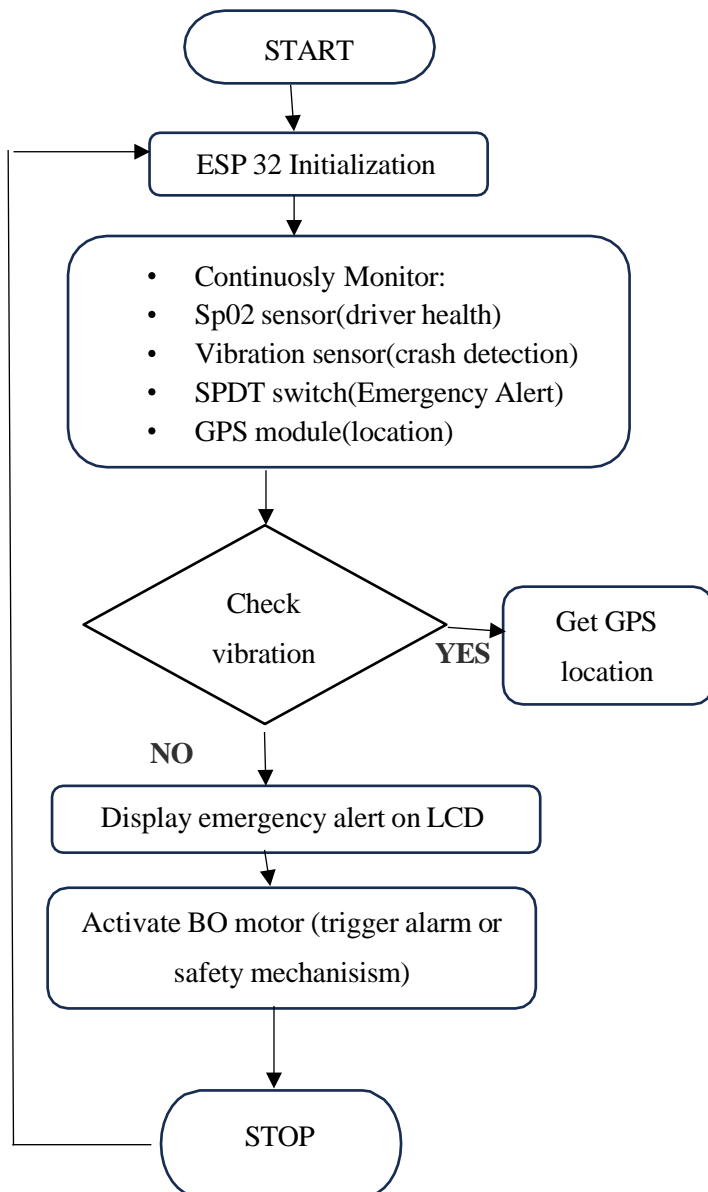 START
ESP 32 Initialization
• Continuosly Monitor:
• Sp02 sensor(driver health)
• Vibration sensor(crash detection)
• SPDT switch(Emergency Alert)
• GPS module(location)
Check
vibration
YES
Get GPS
location
NO
Display emergency alert on LCD
Activate BO motor (trigger alarm or
safety mechanisism)
STOP